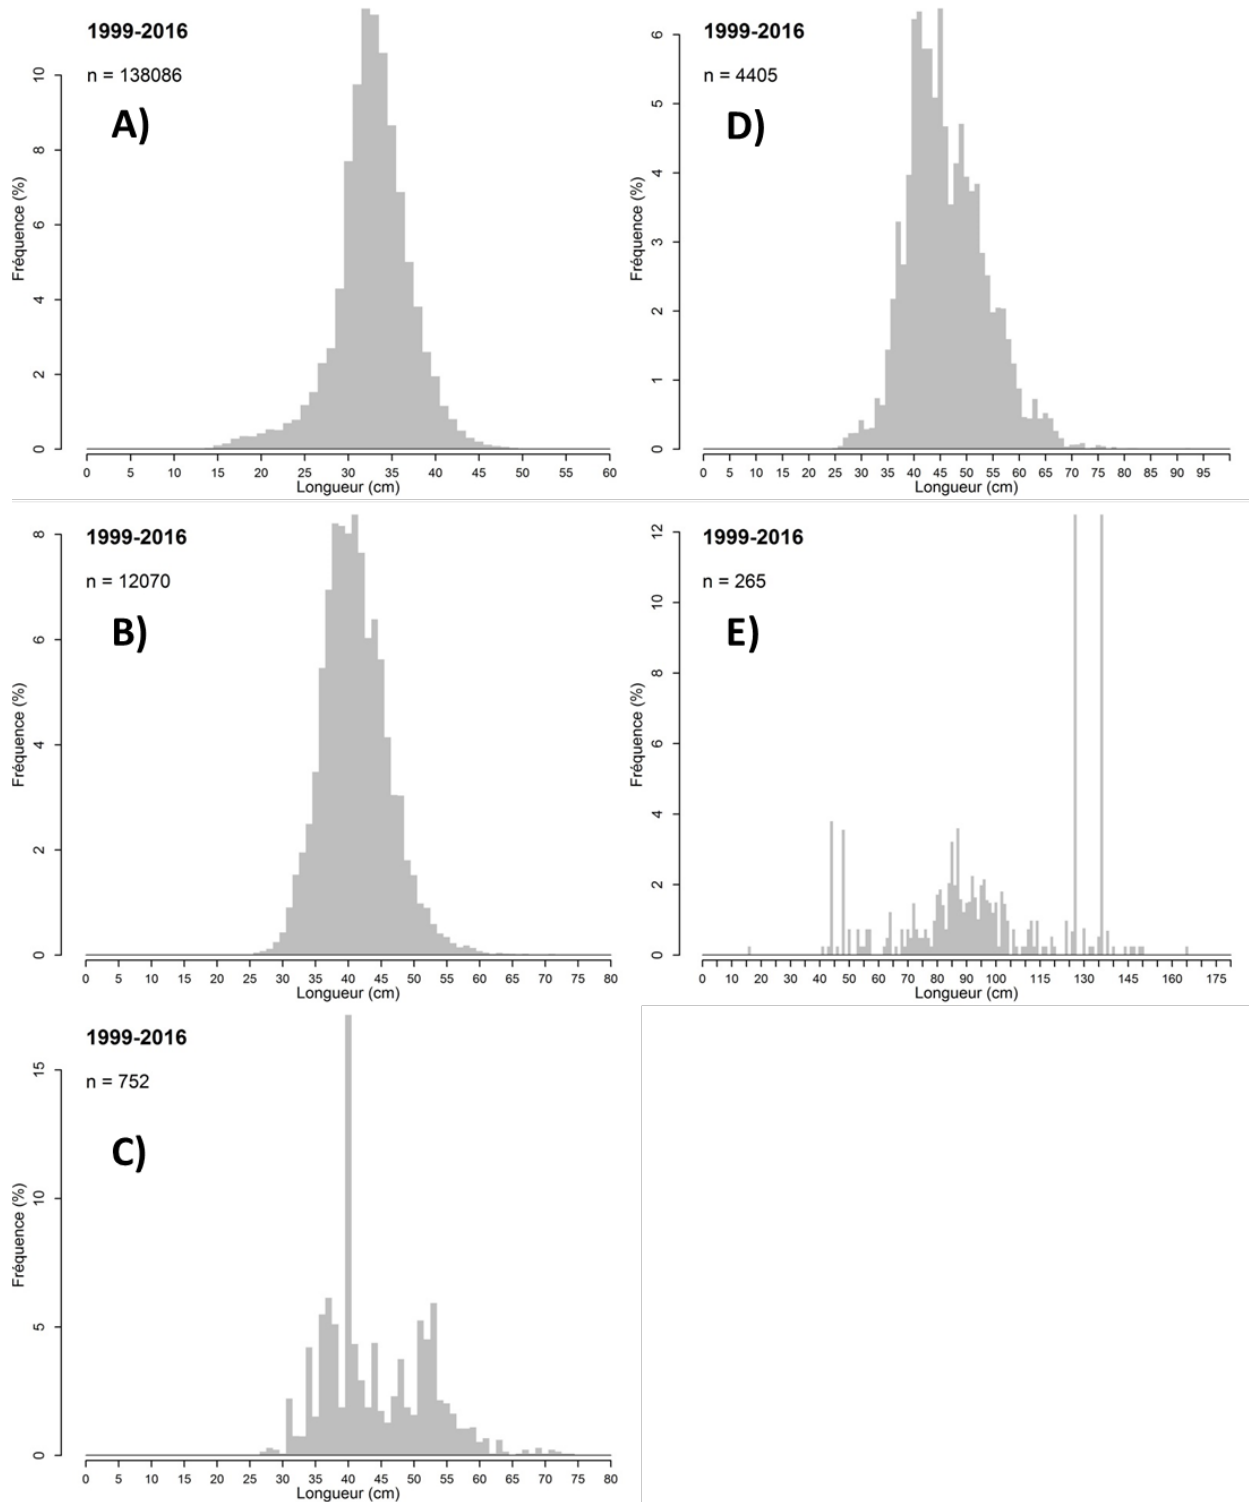 1999-2016
n = 138086
A)
Fréquence (%)
0 2 4 6 8 10
0 5 10 15 20 25 30 35 40 45 50 55 60
Longueur (cm)
1999-2016
n = 4405
D)
Fréquence (%)
0 1 2 3 4 5 6
0 5 10 15 20 25 30 35 40 45 50 55 60 65 70 75 80 85 90 95
Longueur (cm)
1999-2016
n = 12070
B)
Fréquence (%)
0 2 4 6 8
0 5 10 15 20 25 30 35 40 45 50 55 60 65 70 75 80
Longueur (cm)
1999-2016
n = 265
E)
Fréquence (%)
0 2 4 6 8 10 12
0 10 20 30 40 50 60 70 80 90 100 115 130 145 160 175
Longueur (cm)
1999-2016
n = 752
C)
Fréquence (%)
0 5 10 15
0 5 10 15 20 25 30 35 40 45 50 55 60 65 70 75 80
Longueur (cm)